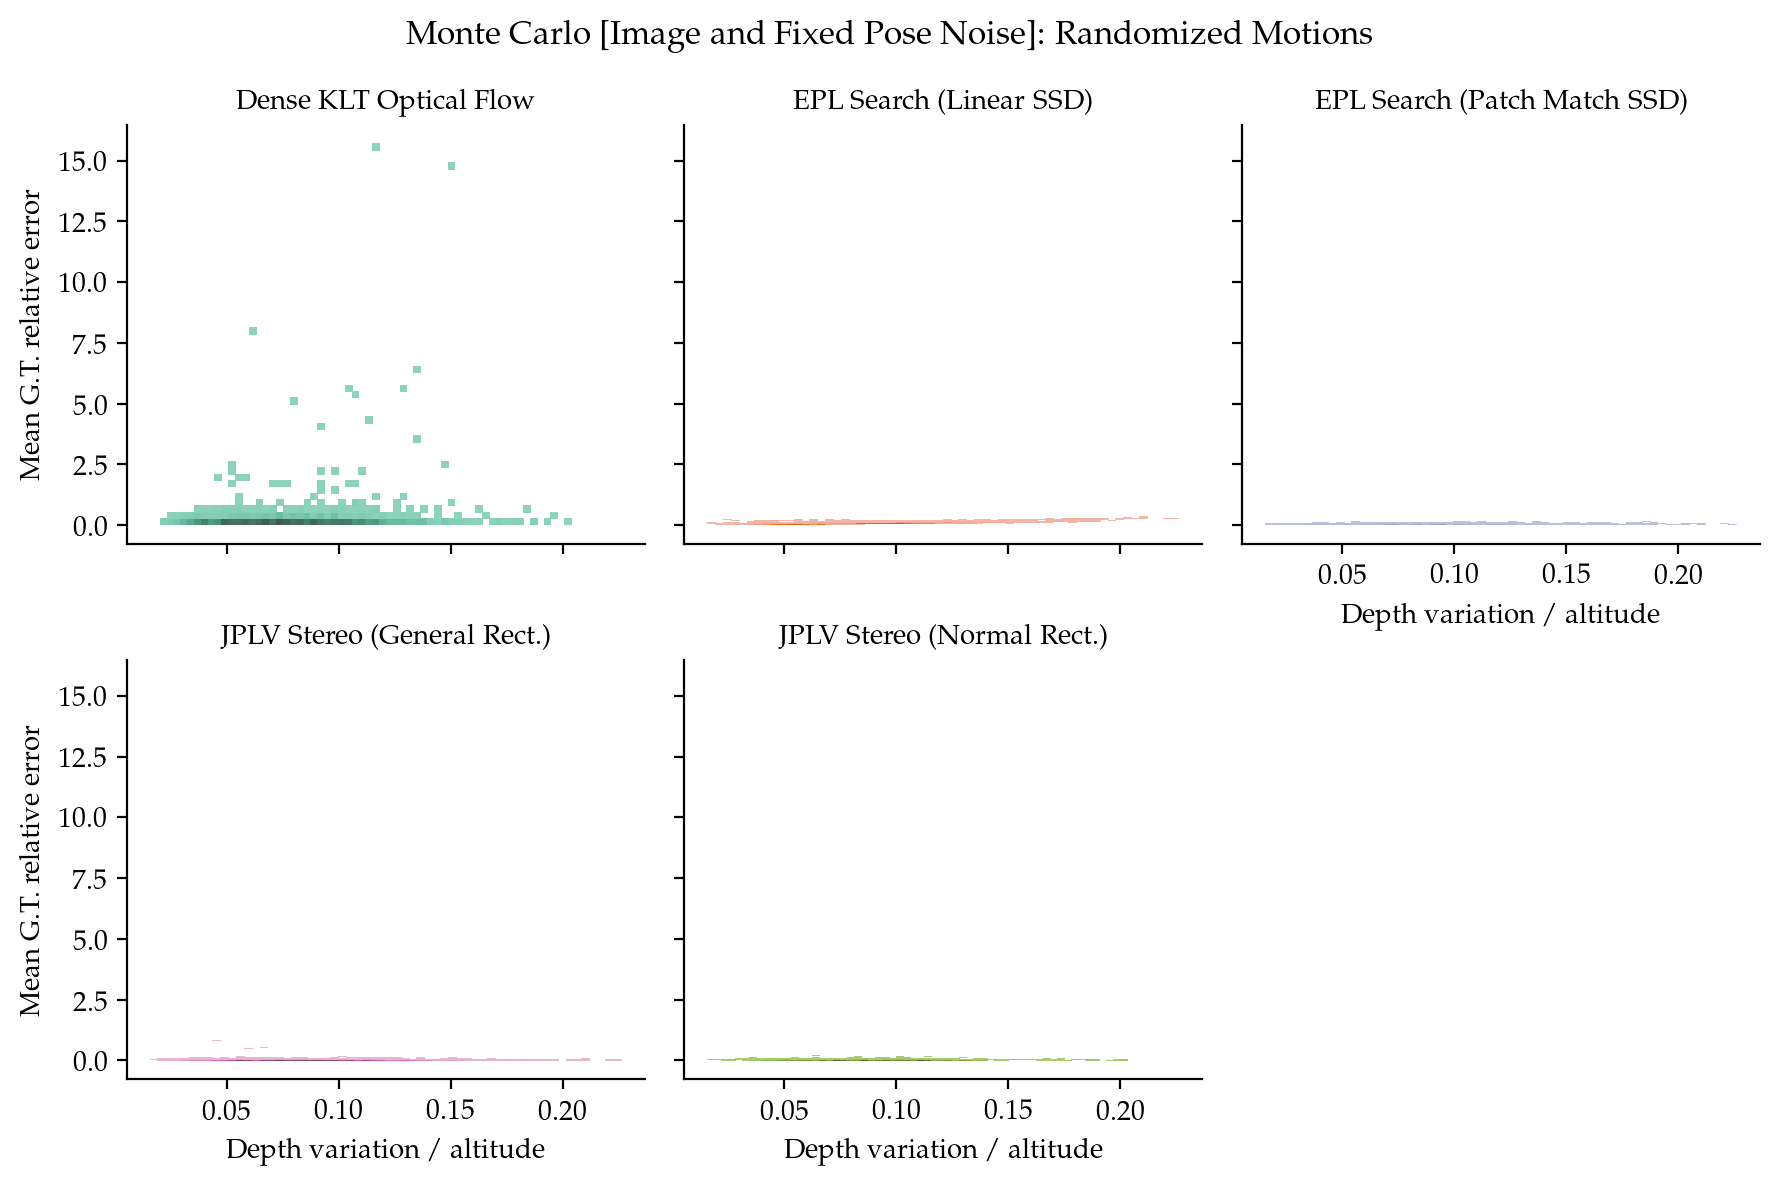 Monte Carlo [Image and Fixed Pose Noise]: Randomized Motions
Dense KLT Optical Flow
EPL Search (Linear SSD)
EPL Search (Patch Match SSD)
Mean G.T. relative error
15.0
12.5
10.0
7.5
5.0
2.5
0.0
0.05 0.10 0.15 0.20
Depth variation / altitude
JPLV Stereo (General Rect.)
JPLV Stereo (Normal Rect.)
Mean G.T. relative error
15.0
12.5
10.0
7.5
5.0
2.5
0.0
0.05 0.10 0.15 0.20
Depth variation / altitude
0.05 0.10 0.15 0.20
Depth variation / altitude